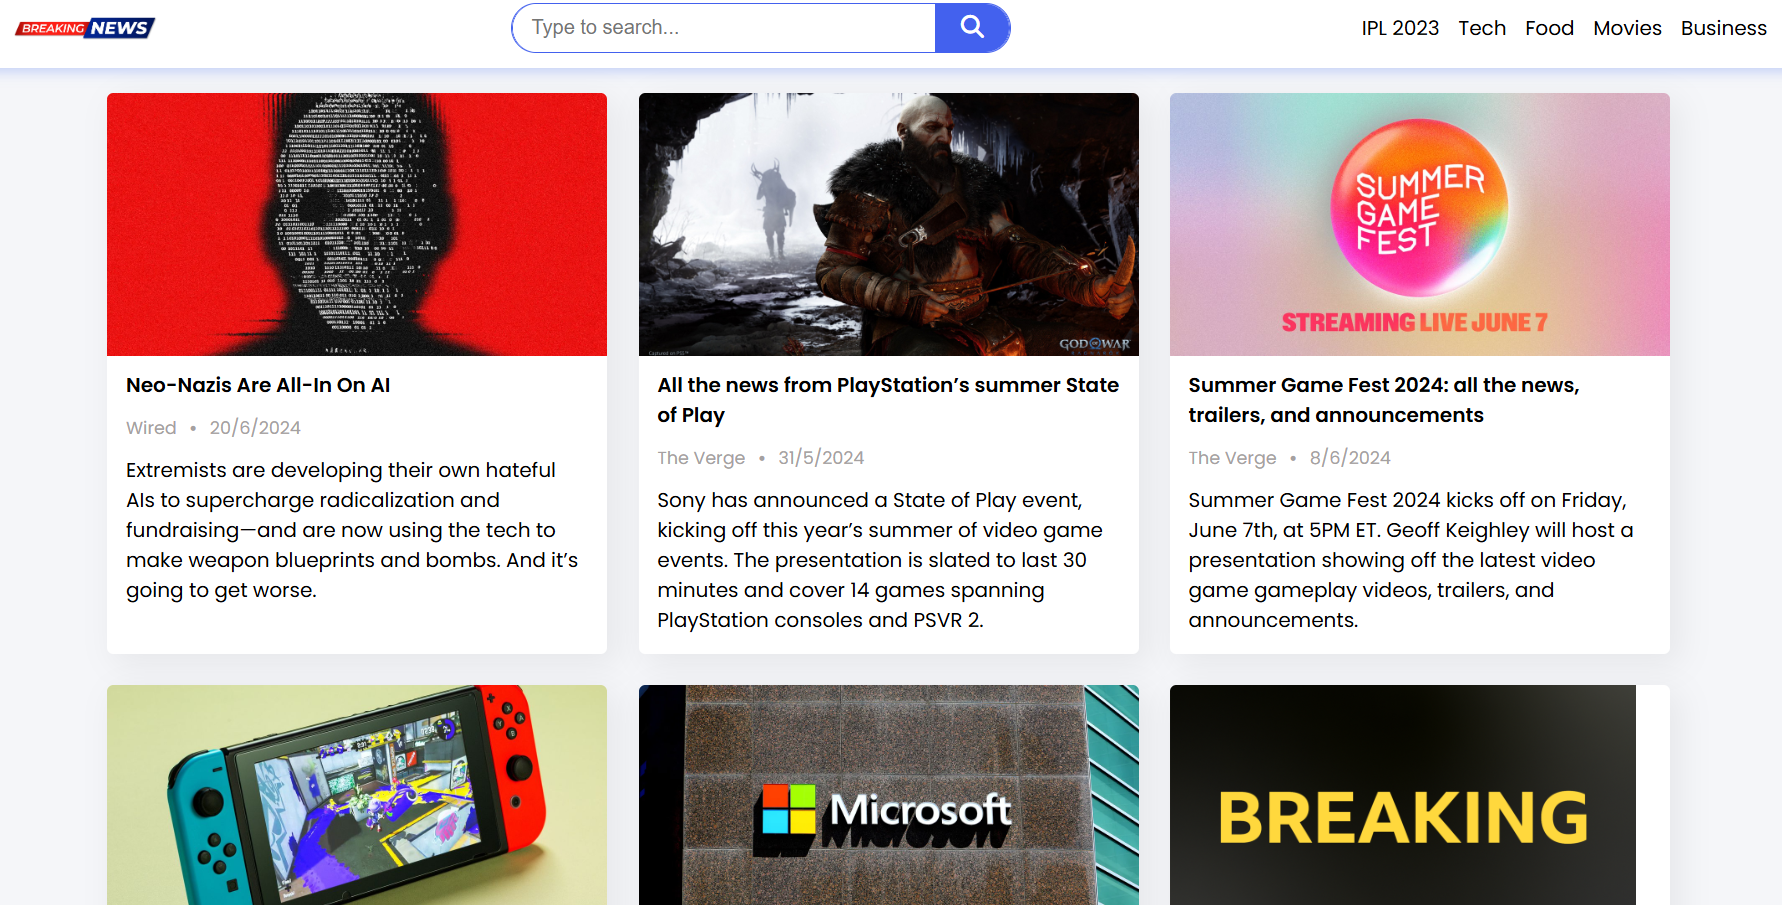 BREAKING NEWS
Type to search...
IPL 2023 Tech Food Movies Business
SUMMER
GAME
FEST
STREAMING LIVE JUNE 7
GOD OF WAR
Neo-Nazis Are All-In On AI
Wired • 20/6/2024
Extremists are developing their own hateful
AIs to supercharge radicalization and
fundraising—and are now using the tech to
make weapon blueprints and bombs. And it’s
going to get worse.
All the news from PlayStation’s summer State
of Play
The Verge • 31/5/2024
Sony has announced a State of Play event,
kicking off this year’s summer of video game
events. The presentation is slated to last 30
minutes and cover 14 games spanning
PlayStation consoles and PSVR 2.
Summer Game Fest 2024: all the news,
trailers, and announcements
The Verge • 8/6/2024
Summer Game Fest 2024 kicks off on Friday,
June 7th, at 5PM ET. Geoff Keighley will host a
presentation showing off the latest video
game gameplay videos, trailers, and
announcements.
Microsoft
BREAKING